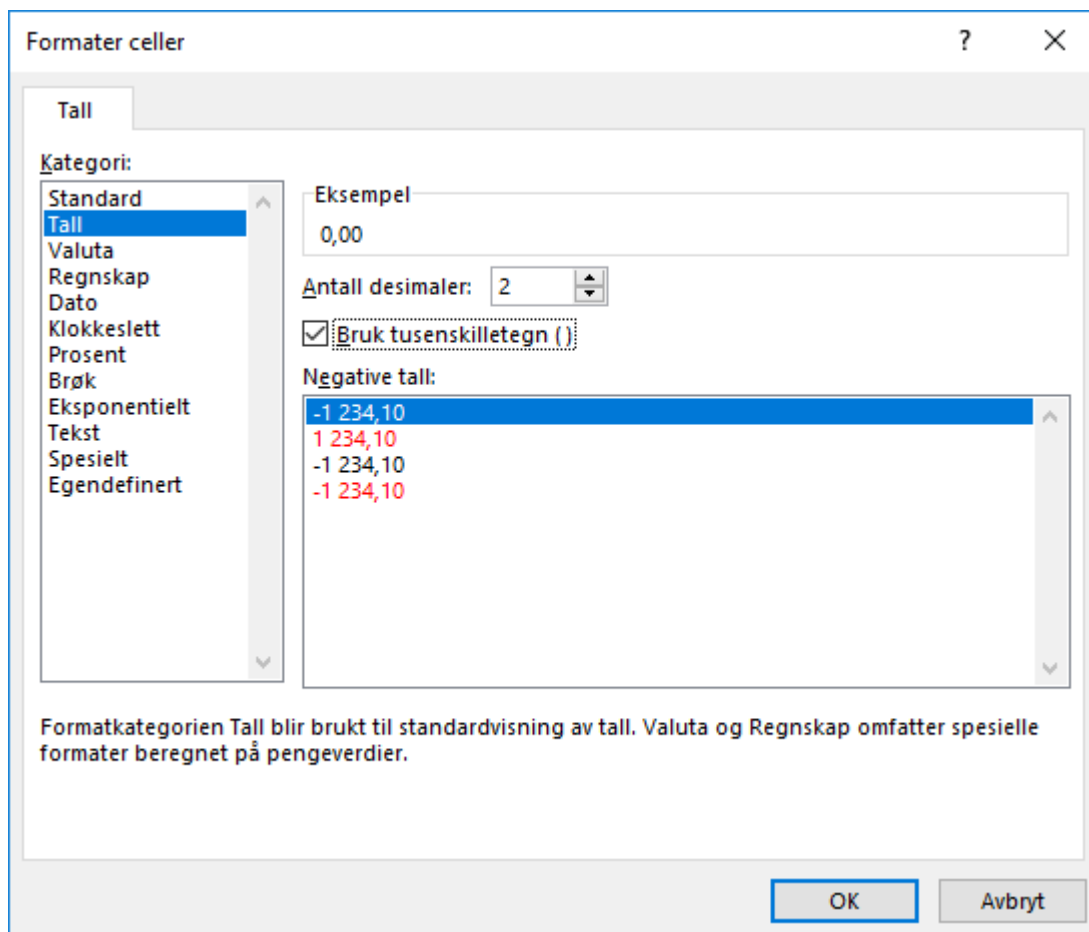 Formater celler
?
Tall
Kategori:
Standard
Tall
Valuta
Regnskap
Dato
Klokkeslett
Prosent
Brøk
Eksponentielt
Tekst
Spesielt
Egendefinert
Eksempel
0,00
Antall desimaler: 2
Bruk tusenskilletegn ( )
Negative tall:
-1 234,10
1 234,10
-1 234,10
-1 234,10
Formatkategorien Tall blir brukt til standardvisning av tall. Valuta og Regnskap omfatter spesielle
formater beregnet på pengeverdier.
OK Avbryt